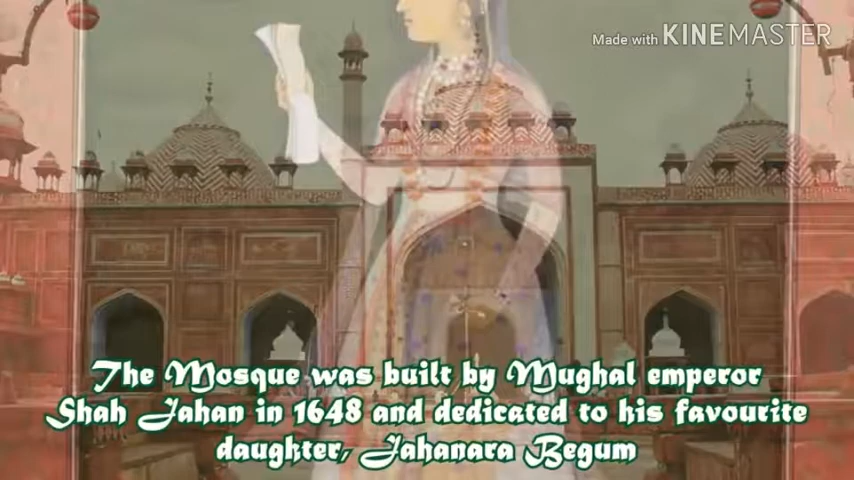 Made with KINEMASTER
The Mosque was built by Mughal emperor
Shah Jahan in 1648 and dedicated to his favourite
daughter, Jahanara Begum